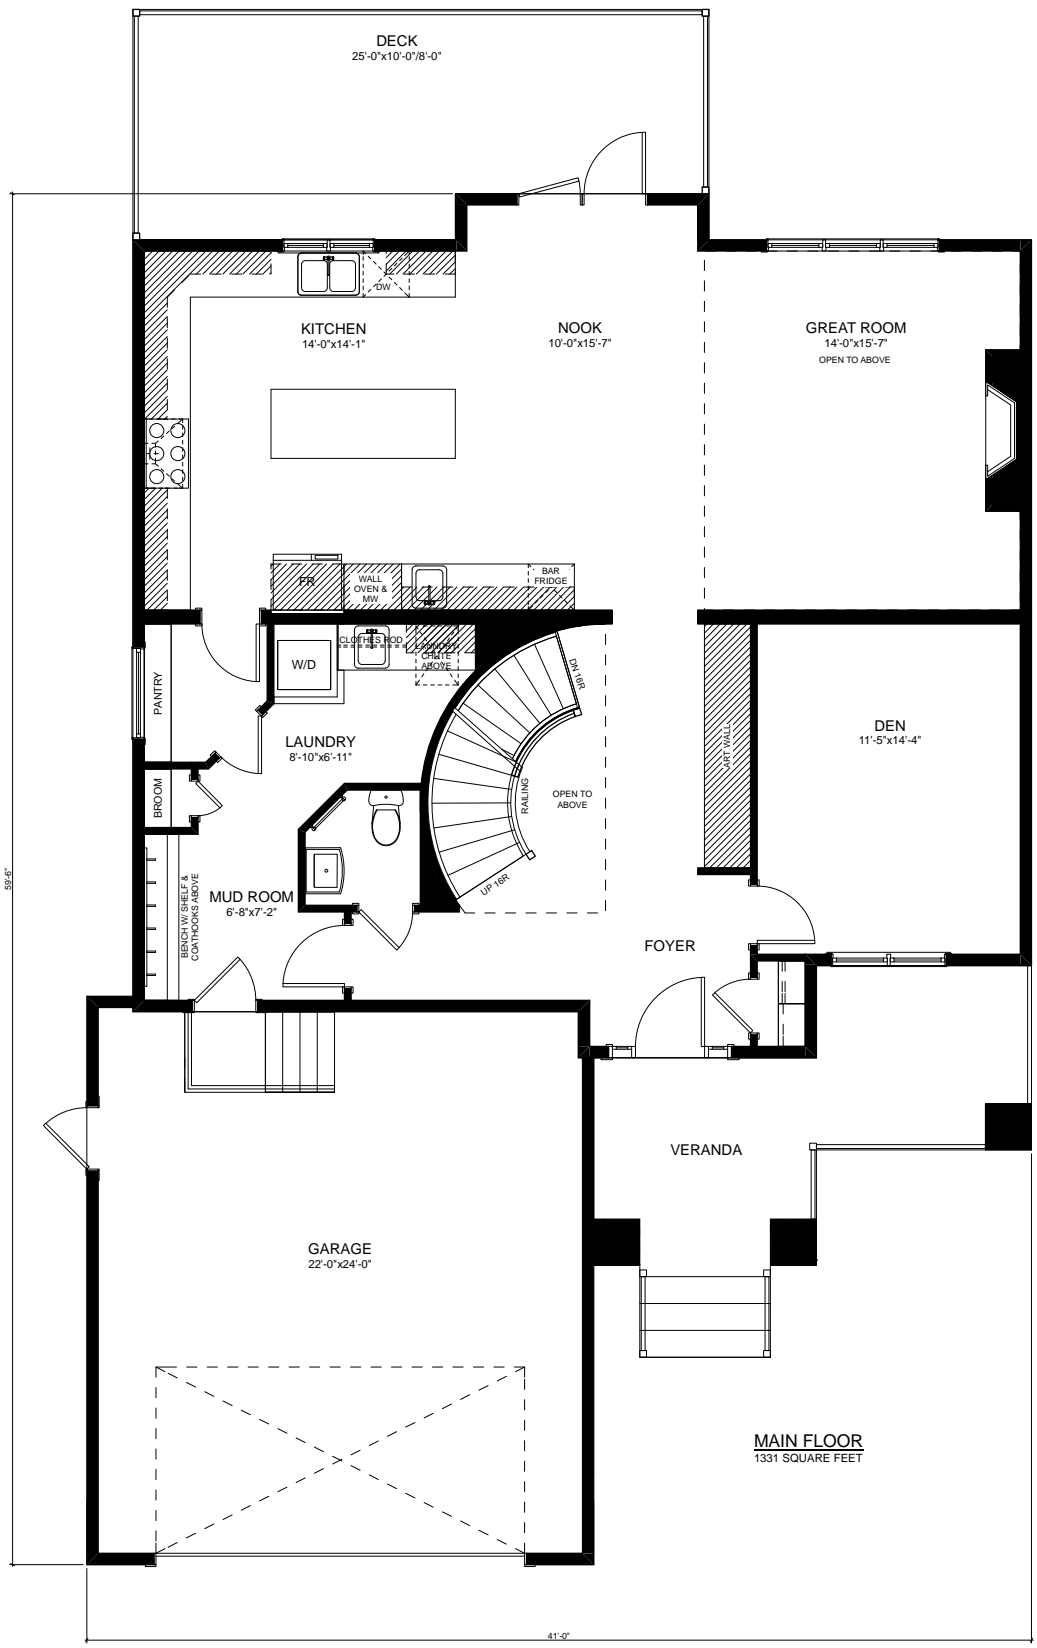 DECK
25'-0"x10'-0"/8'-0"
DW
KITCHEN
14'-0"x14'-1"
NOOK
10'-0"x15'-7"
GREAT ROOM
14'-0"x15'-7"
OPEN TO ABOVE
FR
WALL
OVEN &
MW
BAR
FRIDGE
CLOTHES ROD
LAUNDRY
CHUTE
ABOVE
W/D
DN 16R
PANTRY
LAUNDRY
8'-10"x6'-11"
ART WALL
DEN
11'-5"x14'-4"
BROOM
RAILING
OPEN TO
ABOVE
UP 16R
BENCH W/ SHELF &
COATHOOKS ABOVE
MUD ROOM
6'-8"x7'-2"
59'-6"
FOYER
VERANDA
GARAGE
22'-0"x24'-0"
MAIN FLOOR
1331 SQUARE FEET
41'-0"